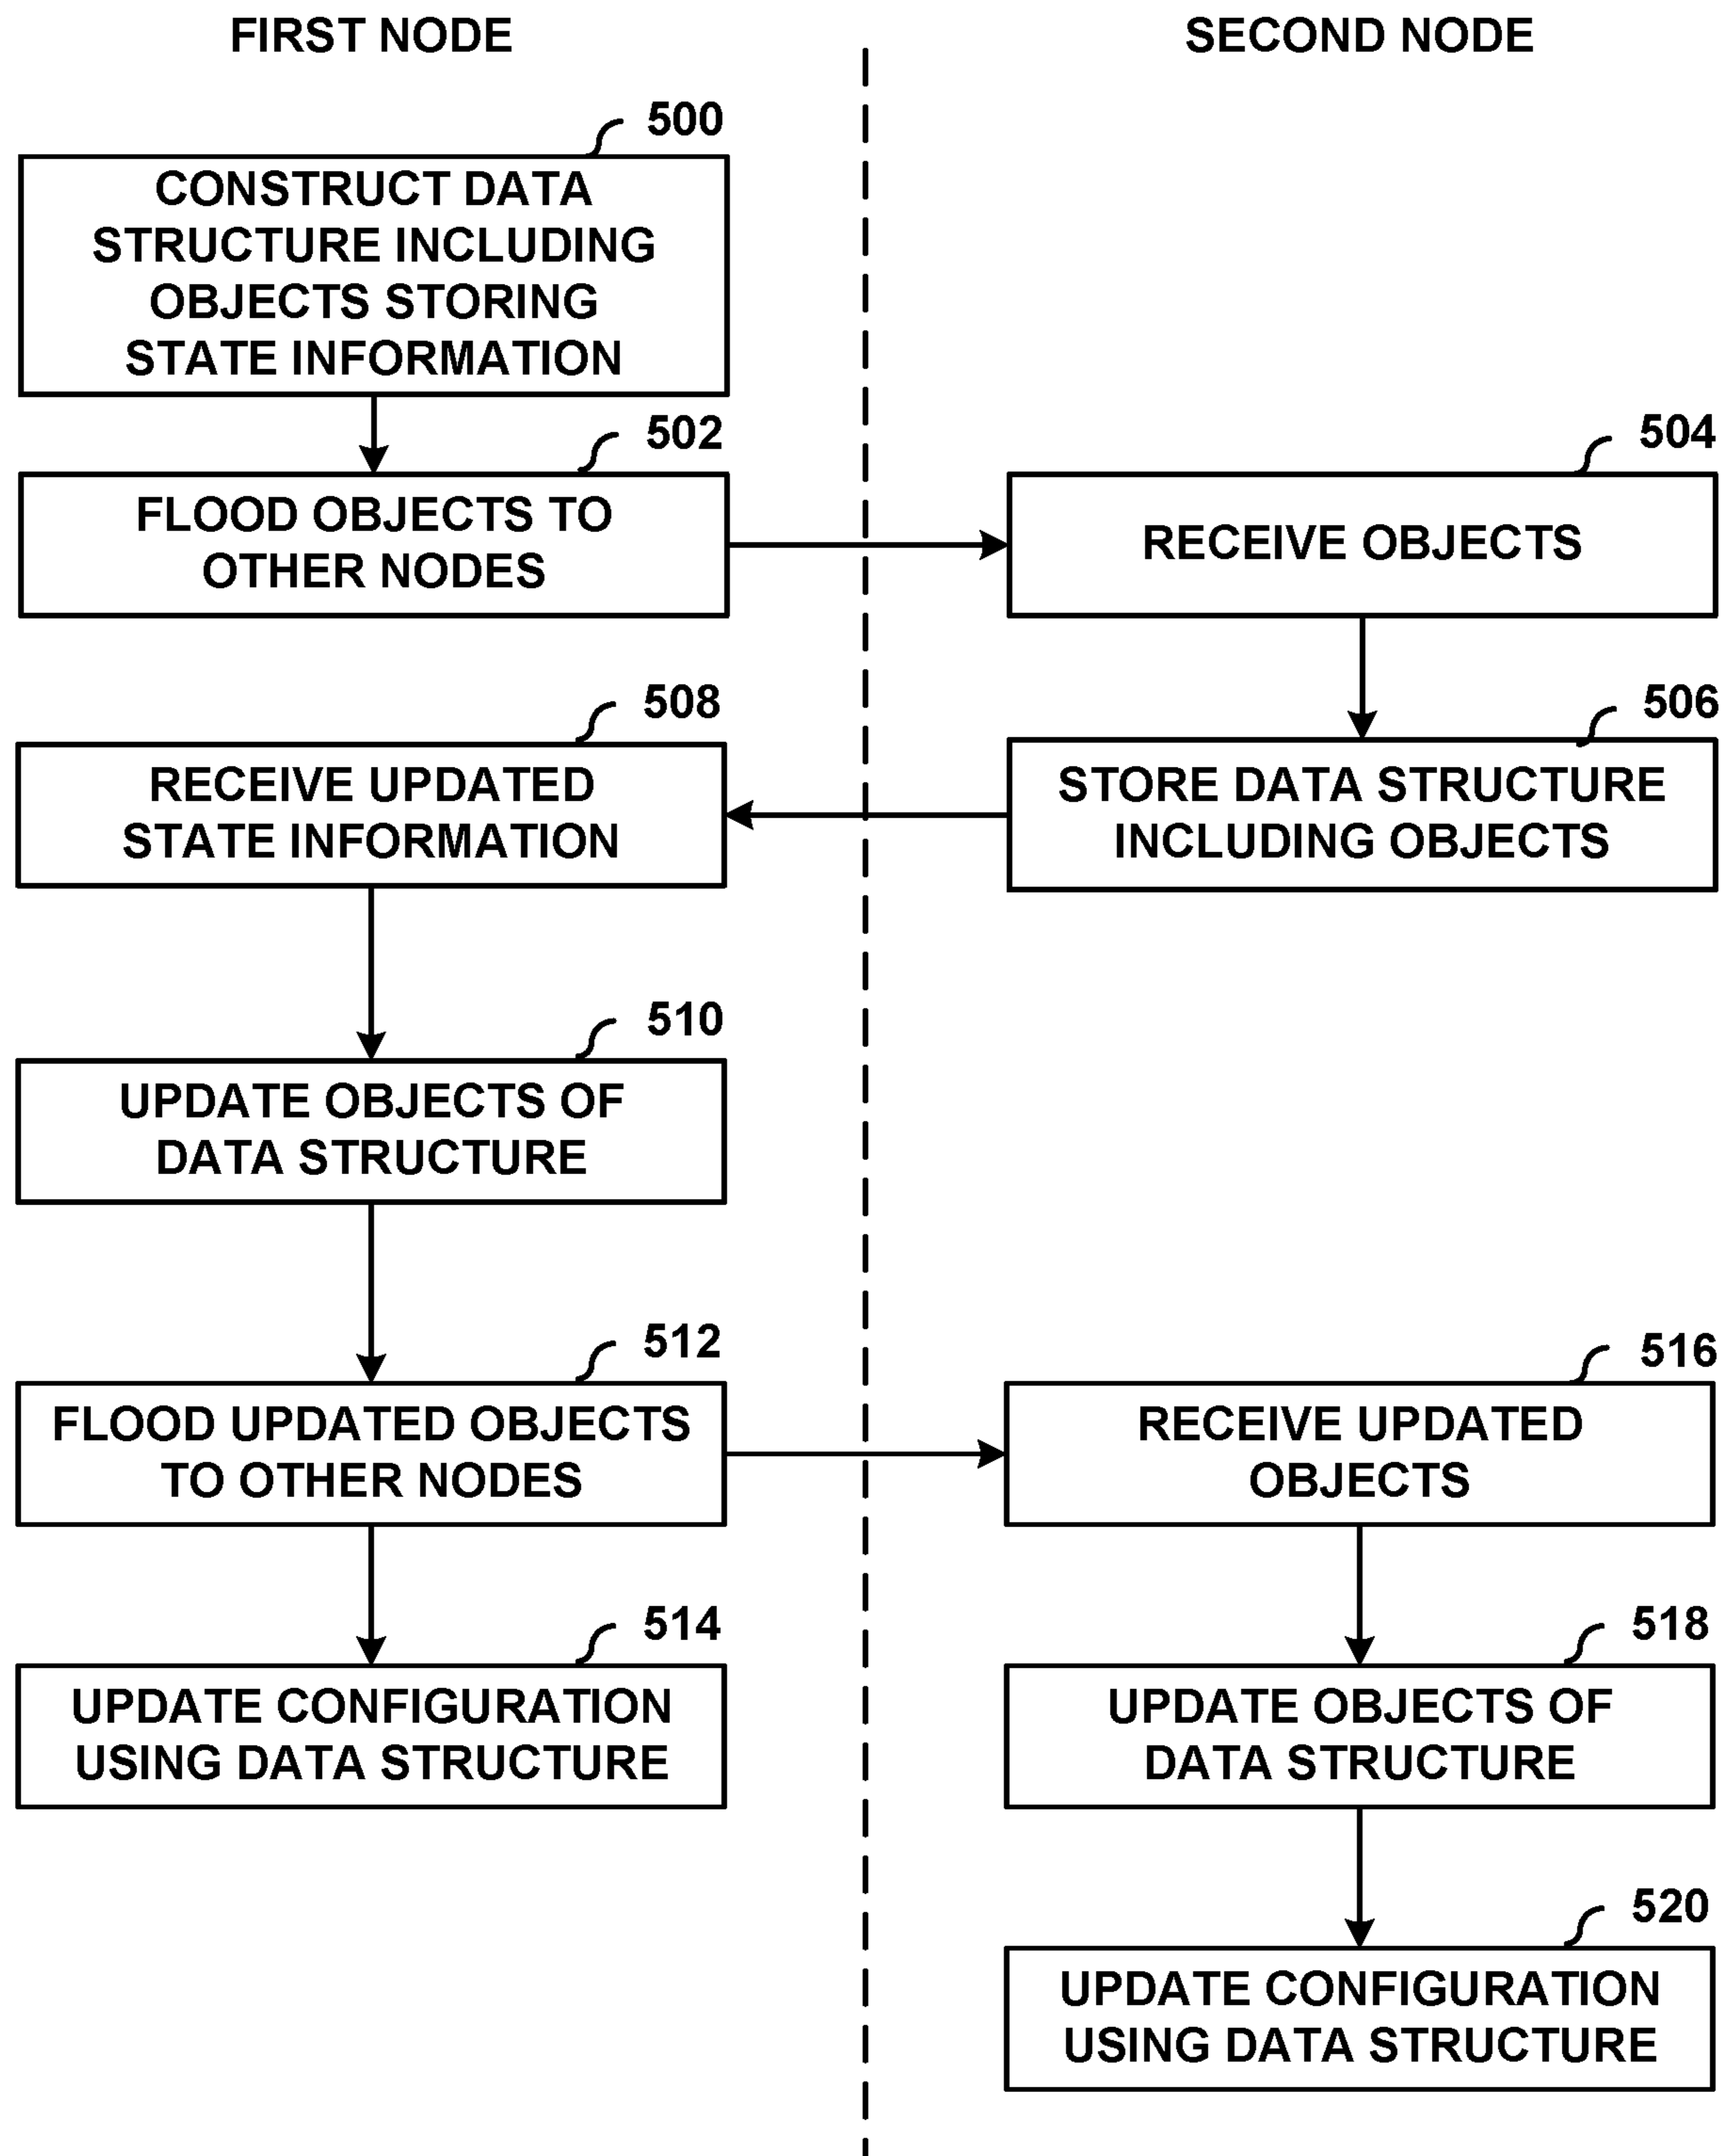 FIRST NODE
SECOND NODE
500
CONSTRUCT DATA
STRUCTURE INCLUDING
OBJECTS STORING
STATE INFORMATION
502
FLOOD OBJECTS TO
OTHER NODES
504
RECEIVE OBJECTS
506
STORE DATA STRUCTURE
INCLUDING OBJECTS
508
RECEIVE UPDATED
STATE INFORMATION
510
UPDATE OBJECTS OF
DATA STRUCTURE
512
FLOOD UPDATED OBJECTS
TO OTHER NODES
514
UPDATE CONFIGURATION
USING DATA STRUCTURE
516
RECEIVE UPDATED
OBJECTS
518
UPDATE OBJECTS OF
DATA STRUCTURE
520
UPDATE CONFIGURATION
USING DATA STRUCTURE